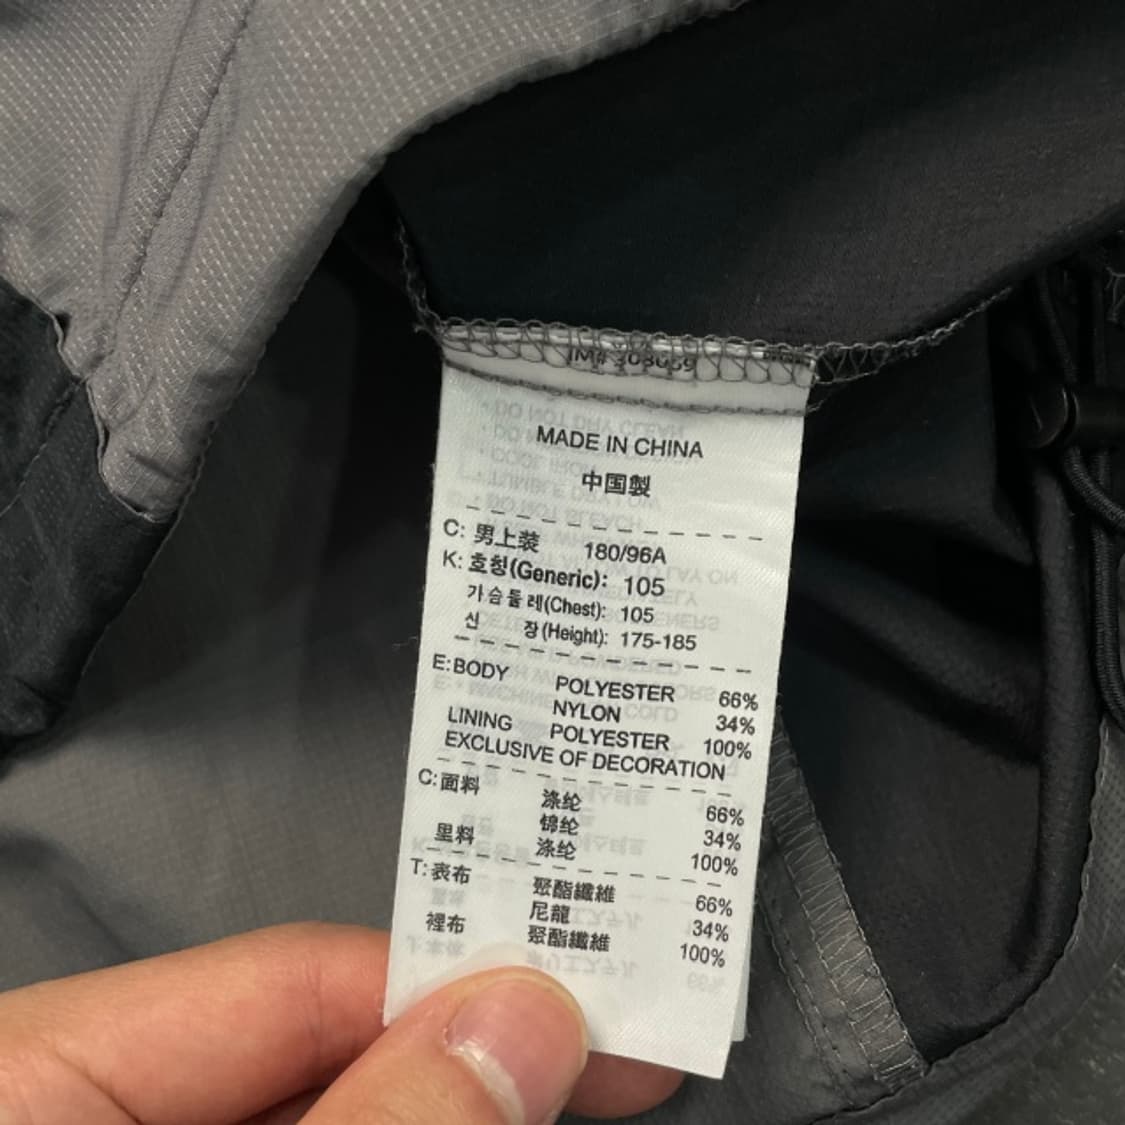 IM# 308069
MADE IN CHINA
中国製
C: 男上装 180/96A
K: 호칭(Generic): 105
가슴둘레(Chest): 105
신 장(Height): 175-185
E:BODY POLYESTER 66%
NYLON 34%
LINING POLYESTER 100%
EXCLUSIVE OF DECORATION
C:面料 涤纶 66%
锦纶 34%
里料 涤纶 100%
T:表布 聚酯纖維 66%
尼龍 34%
裡布 聚酯纖維 100%